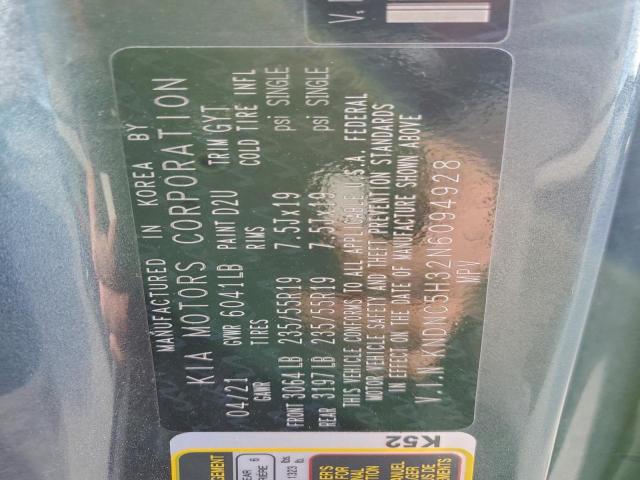 MANUFACTURED IN KOREA BY
KIA MOTORS CORPORATION
04/21 GVWR 6041LB PAINT D2U TRIM GYT
GAWR TIRES RIMS COLD TIRE INFL
FRONT 3064LB 235/55R19 7.5Jx19 psi SINGLE
REAR 3197LB 235/55R19 7.5Jx19 psi SINGLE
THIS VEHICLE CONFORMS TO ALL APPLICABLE U.S.A. FEDERAL
MOTOR VEHICLE SAFETY AND THEFT PREVENTION STANDARDS
IN EFFECT ON THE DATE OF MANUFACTURE SHOWN ABOVE
V.I.N KNDNC5H32N6094928
MPV
K52